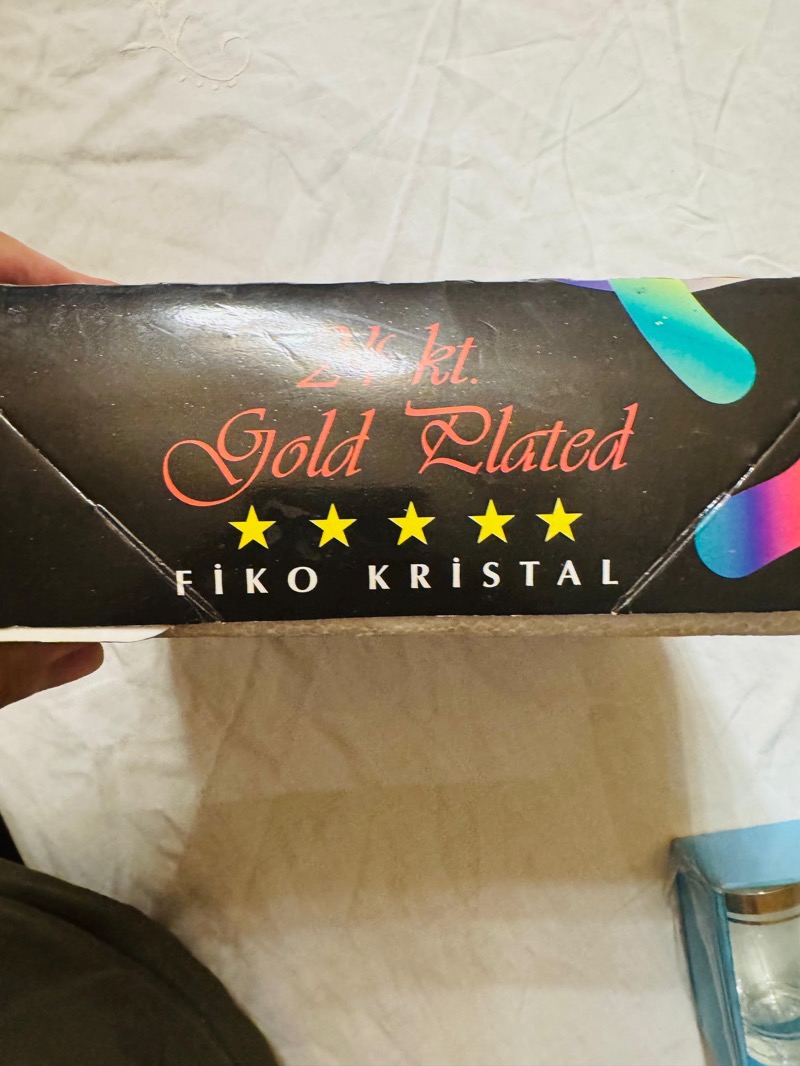 24 kt.
Gold Plated
FİKO KRİSTAL